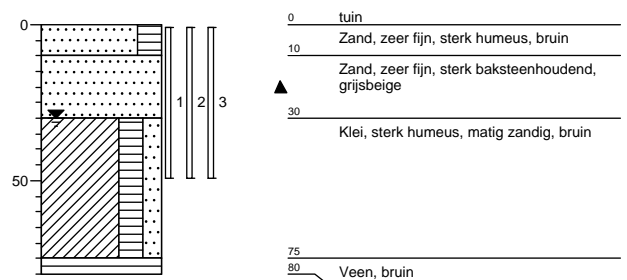 0
50
1
2
3
0 tuin
Zand, zeer fijn, sterk humeus, bruin
10
Zand, zeer fijn, sterk baksteenhoudend,
grijsbeige
30
Klei, sterk humeus, matig zandig, bruin
75
80
Veen, bruin